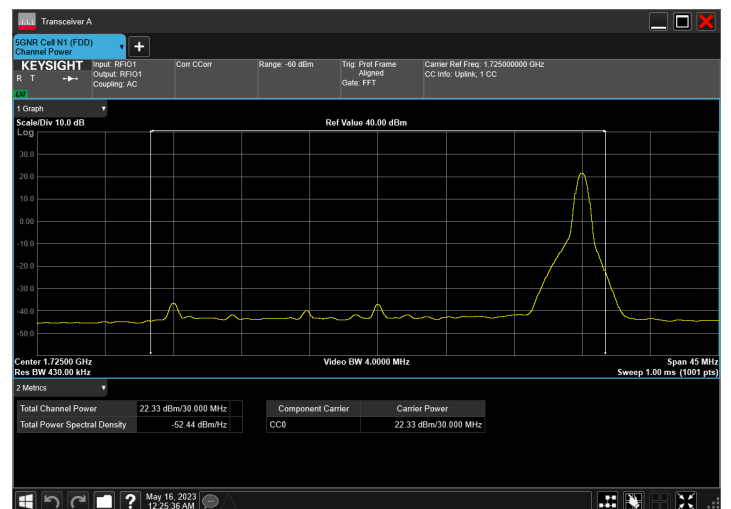 Transceiver A
5GNR Cell N1 (FDD)
Channel Power
KEYSIGHT
R T
LXI
Input: RFIO1
Output: RFIO1
Coupling: AC
Corr CCorr
Range: -60 dBm
Trig: Prot Frame
Aligned
Gate: FFT
Carrier Ref Freq: 1.725000000 GHz
CC Info: Uplink, 1 CC
1 Graph
Scale/Div 10.0 dB
Ref Value 40.00 dBm
Log
30.0
20.0
10.0
0.00
-10.0
-20.0
-30.0
-40.0
-50.0
Center 1.72500 GHz
Video BW 4.0000 MHz
Span 45 MHz
Res BW 430.00 kHz
Sweep 1.00 ms (1001 pts)
2 Metrics
Total Channel Power 22.33 dBm/30.000 MHz
Total Power Spectral Density -52.44 dBm/Hz
Component Carrier Carrier Power
CC0 22.33 dBm/30.000 MHz
May 16, 2023
12:25:36 AM